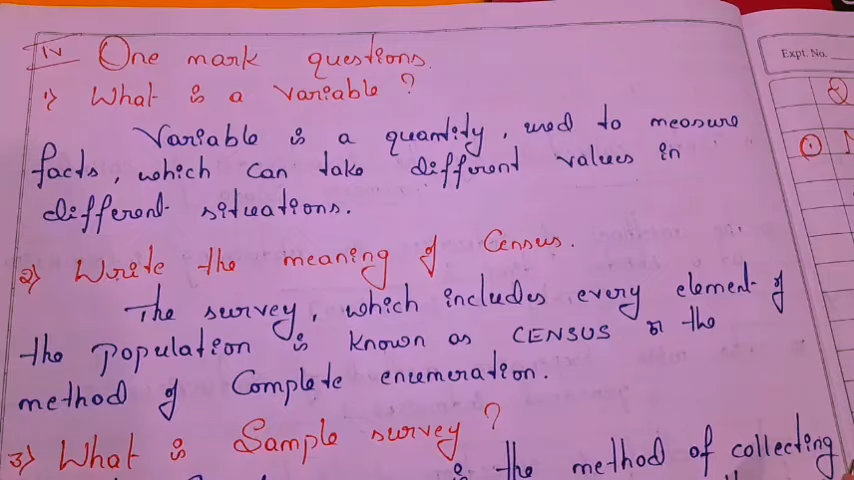 IV One mark questions.
1) What is a variable?
Variable is a quantity, used to measure
facts, which can take different values in
different situations.
2) Write the meaning of Census.
The survey, which includes every element of
the population is known as CENSUS or the
method of Complete enumeration.
3) What is Sample survey?
is the method of collecting
Expt. No.